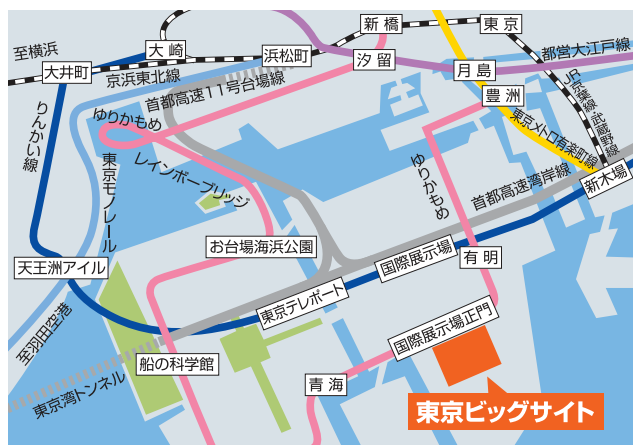 新橋
東京
至横浜
大崎
浜松町
汐留
都営大江戸線
大井町
京浜東北線
月島
首都高速11号台場線
豊洲
JR京葉線・武蔵野線
りんかい線
ゆりかもめ
東京メトロ有楽町線
東京モノレール
レインボーブリッジ
ゆりかもめ
首都高速湾岸線
新木場
お台場海浜公園
国際展示場
有明
天王洲アイル
東京テレポート
至羽田空港
国際展示場正門
船の科学館
青海
東京湾トンネル
東京ビッグサイト